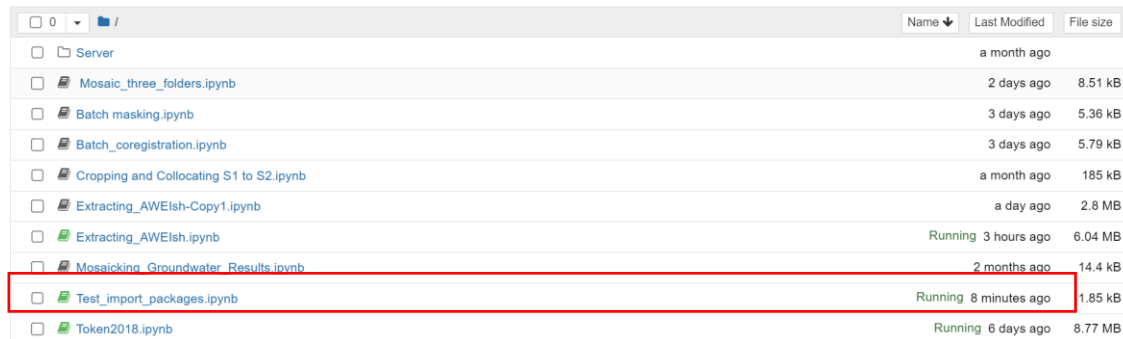 0 / Name Last Modified File size
Server a month ago
Mosaic_three_folders.ipynb 2 days ago 8.51 kB
Batch masking.ipynb 3 days ago 5.36 kB
Batch_coregistration.ipynb 3 days ago 5.79 kB
Cropping and Collocating S1 to S2.ipynb a month ago 185 kB
Extracting_AWEIsh-Copy1.ipynb a day ago 2.8 MB
Extracting_AWEIsh.ipynb Running 3 hours ago 6.04 MB
Mosaicking_Groundwater_Results.ipynb 2 months ago 14.4 kB
Test_import_packages.ipynb Running 8 minutes ago 1.85 kB
Token2018.ipynb Running 6 days ago 8.77 MB